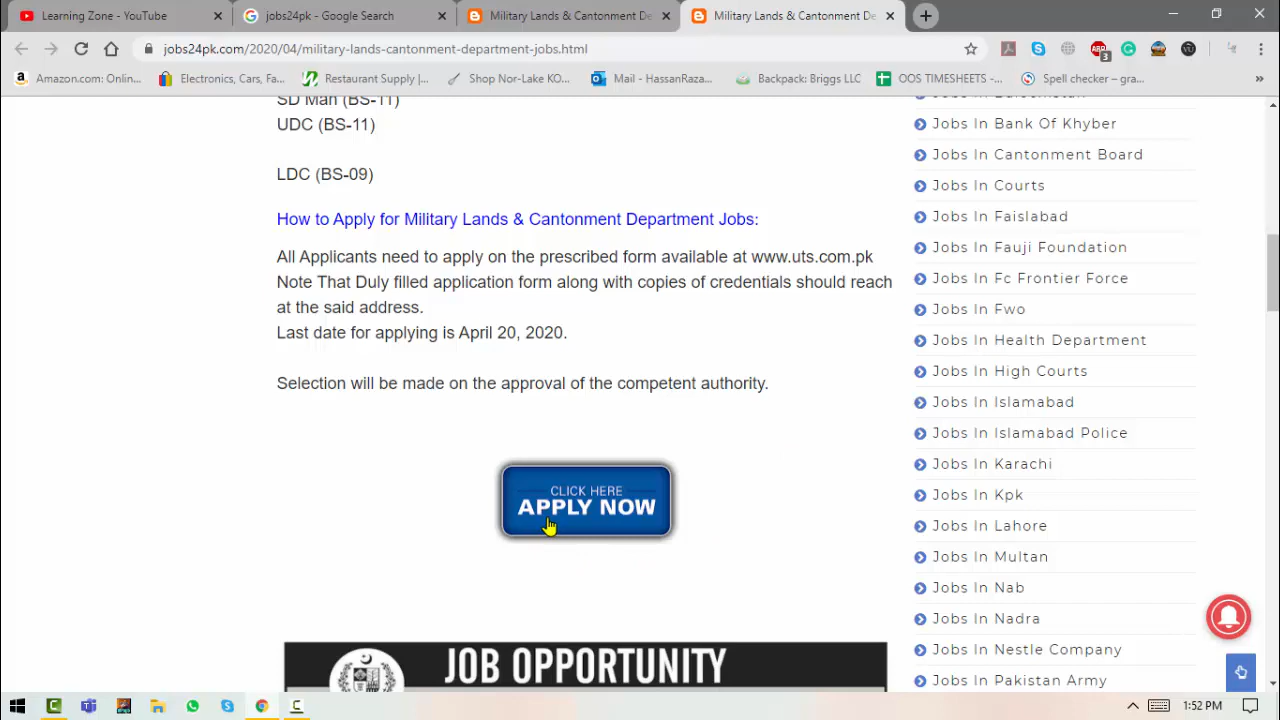 Learning Zone - YouTube
jobs24pk - Google Search
Military Lands & Cantonment De
Military Lands & Cantonment De
jobs24pk.com/2020/04/military-lands-cantonment-department-jobs.html
Amazon.com: Onlin...
Electronics, Cars, Fa...
Restaurant Supply |...
Shop Nor-Lake KO...
Mail - HassanRaza...
Backpack: Briggs LLC
OOS TIMESHEETS -...
Spell checker – gra...
SD Man (BS-11)
UDC (BS-11)
LDC (BS-09)
How to Apply for Military Lands & Cantonment Department Jobs:
All Applicants need to apply on the prescribed form available at www.uts.com.pk
Note That Duly filled application form along with copies of credentials should reach
at the said address.
Last date for applying is April 20, 2020.
Selection will be made on the approval of the competent authority.
CLICK HERE
APPLY NOW
JOB OPPORTUNITY
Jobs In Balochistan
Jobs In Bank Of Khyber
Jobs In Cantonment Board
Jobs In Courts
Jobs In Faislabad
Jobs In Fauji Foundation
Jobs In Fc Frontier Force
Jobs In Fwo
Jobs In Health Department
Jobs In High Courts
Jobs In Islamabad
Jobs In Islamabad Police
Jobs In Karachi
Jobs In Kpk
Jobs In Lahore
Jobs In Multan
Jobs In Nab
Jobs In Nadra
Jobs In Nestle Company
Jobs In Pakistan Army
1:52 PM